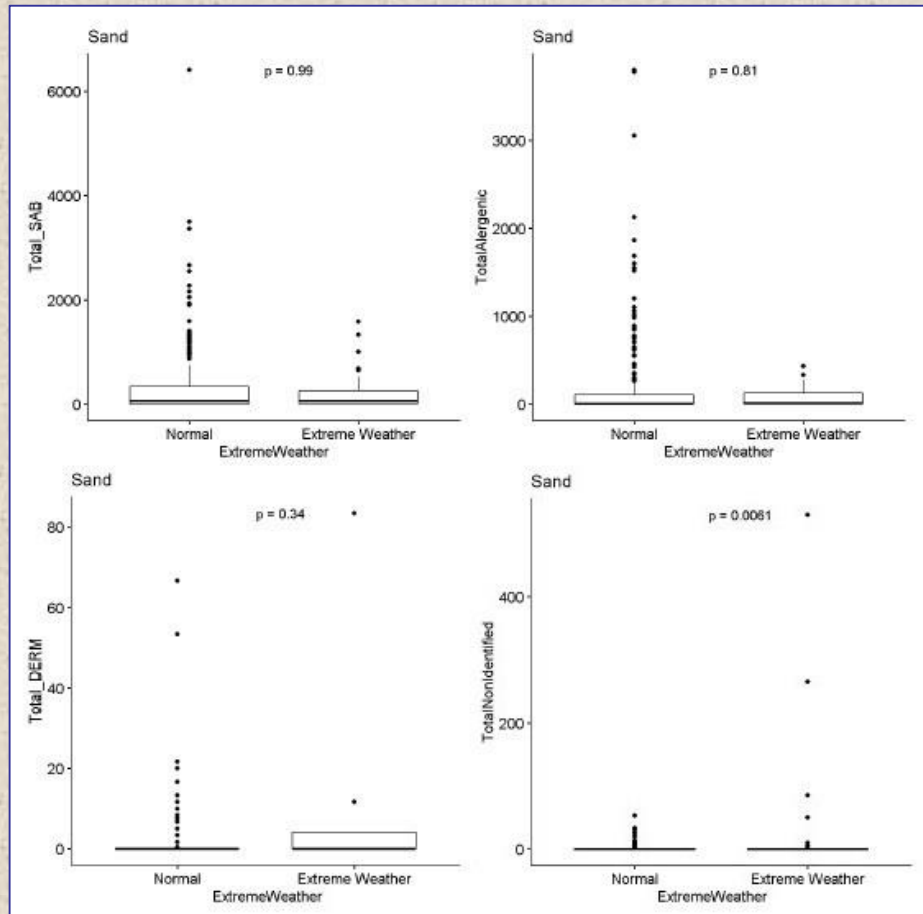 Sand
p = 0.99
Total_SAB
6000
4000
2000
0
Normal
Extreme Weather
ExtremeWeather
Sand
p = 0.81
TotalAlergenic
3000
2000
1000
0
Normal
Extreme Weather
ExtremeWeather
Sand
p = 0.34
Total_DERM
80
60
40
20
0
Normal
Extreme Weather
ExtremeWeather
Sand
p = 0.0061
TotalNonIdentified
400
200
0
Normal
Extreme Weather
ExtremeWeather